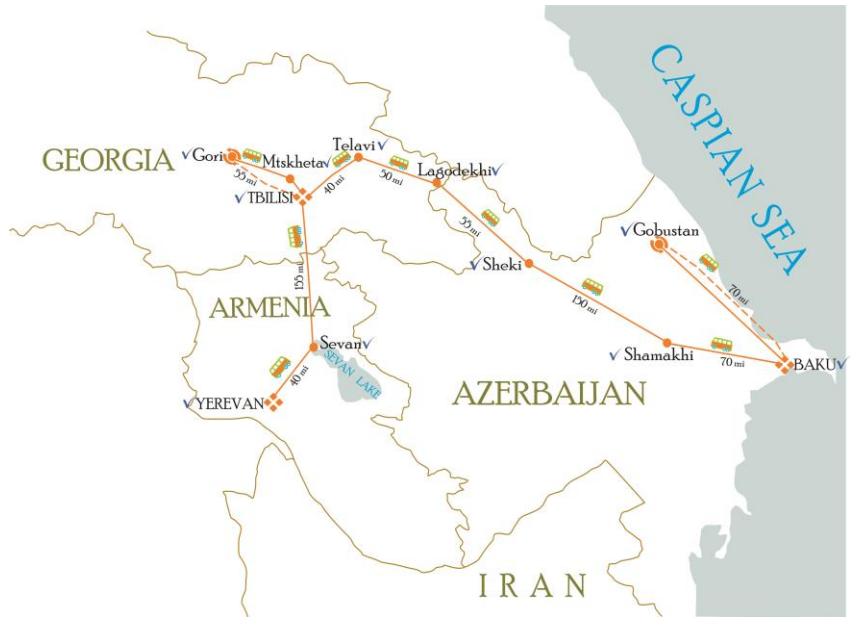 CASPIAN SEA
GEORGIA
Gori
Mtskheta
Telavi
Lagodekhi
55 mi
TBILISI
40 mi
50 mi
55 mi
Gobustan
Sheki
70 mi
155 mi
150 mi
ARMENIA
Sevan
SEVAN LAKE
Shamakhi
70 mi
BAKU
40 mi
YEREVAN
AZERBAIJAN
IRAN